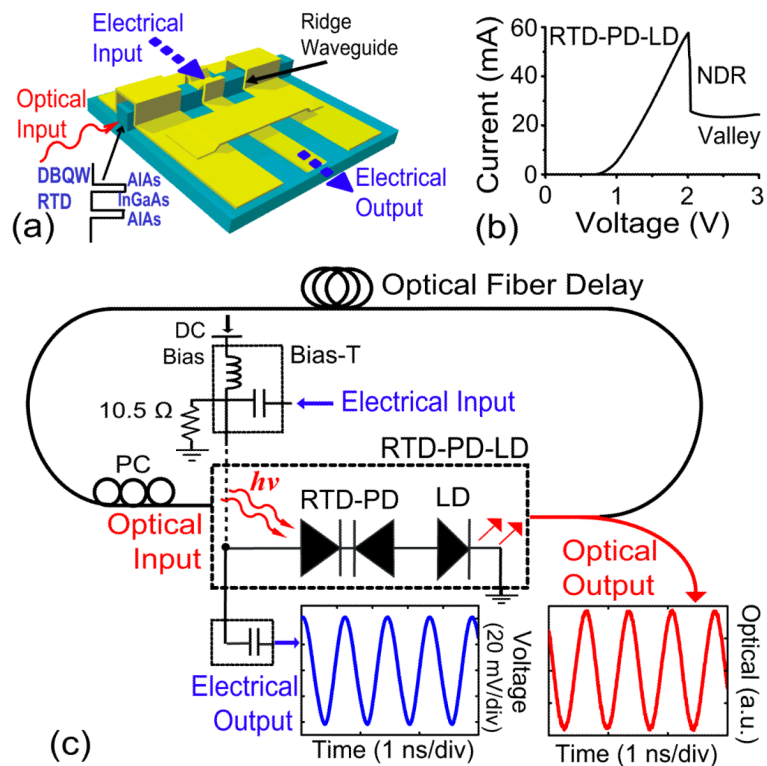 Electrical
Input
Ridge
Waveguide
Optical
Input
DBQW
RTD
AlAs
InGaAs
AlAs
Electrical
Output
(a)
RTD-PD-LD
NDR
Valley
Current (mA)
60
40
20
0
0
1
2
3
Voltage (V)
(b)
Optical Fiber Delay
DC
Bias
Bias-T
10.5 Ω
Electrical Input
PC
RTD-PD-LD
hν
RTD-PD
LD
Optical
Input
Optical
Output
Electrical
Output
Voltage
(20 mV/div)
Time (1 ns/div)
Optical (a.u.)
Time (1 ns/div)
(c)